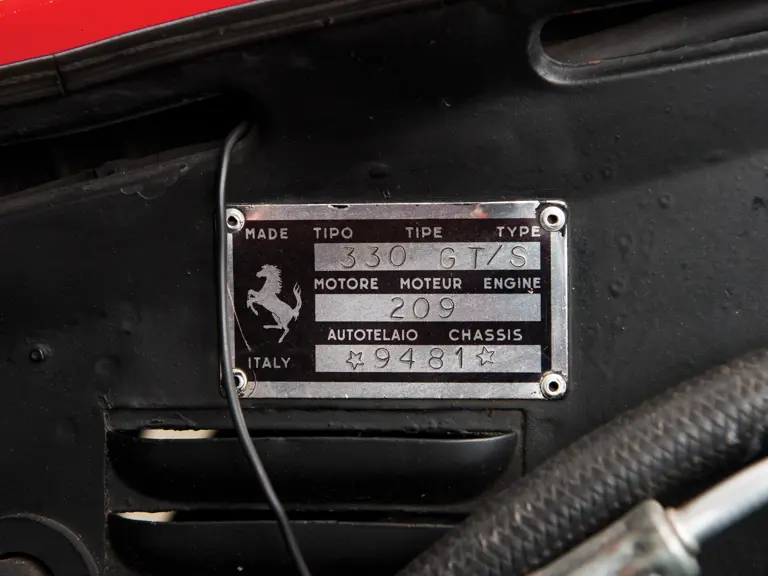 MADE TIPO TIPE TYPE
330 GT/S
MOTORE MOTEUR ENGINE
209
AUTOTELAIO CHASSIS
ITALY ☆9481☆